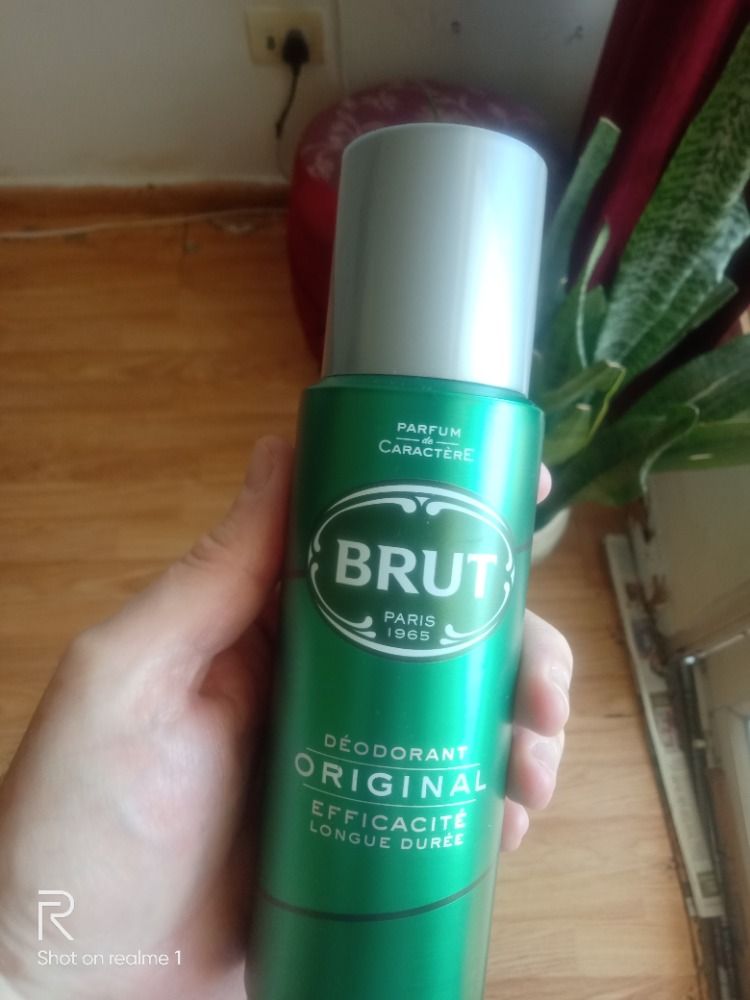 PARFUM
de
CARACTÈRE
BRUT
PARIS
1965
DÉODORANT
ORIGINAL
EFFICACITÉ
LONGUE DURÉE
R
Shot on realme 1